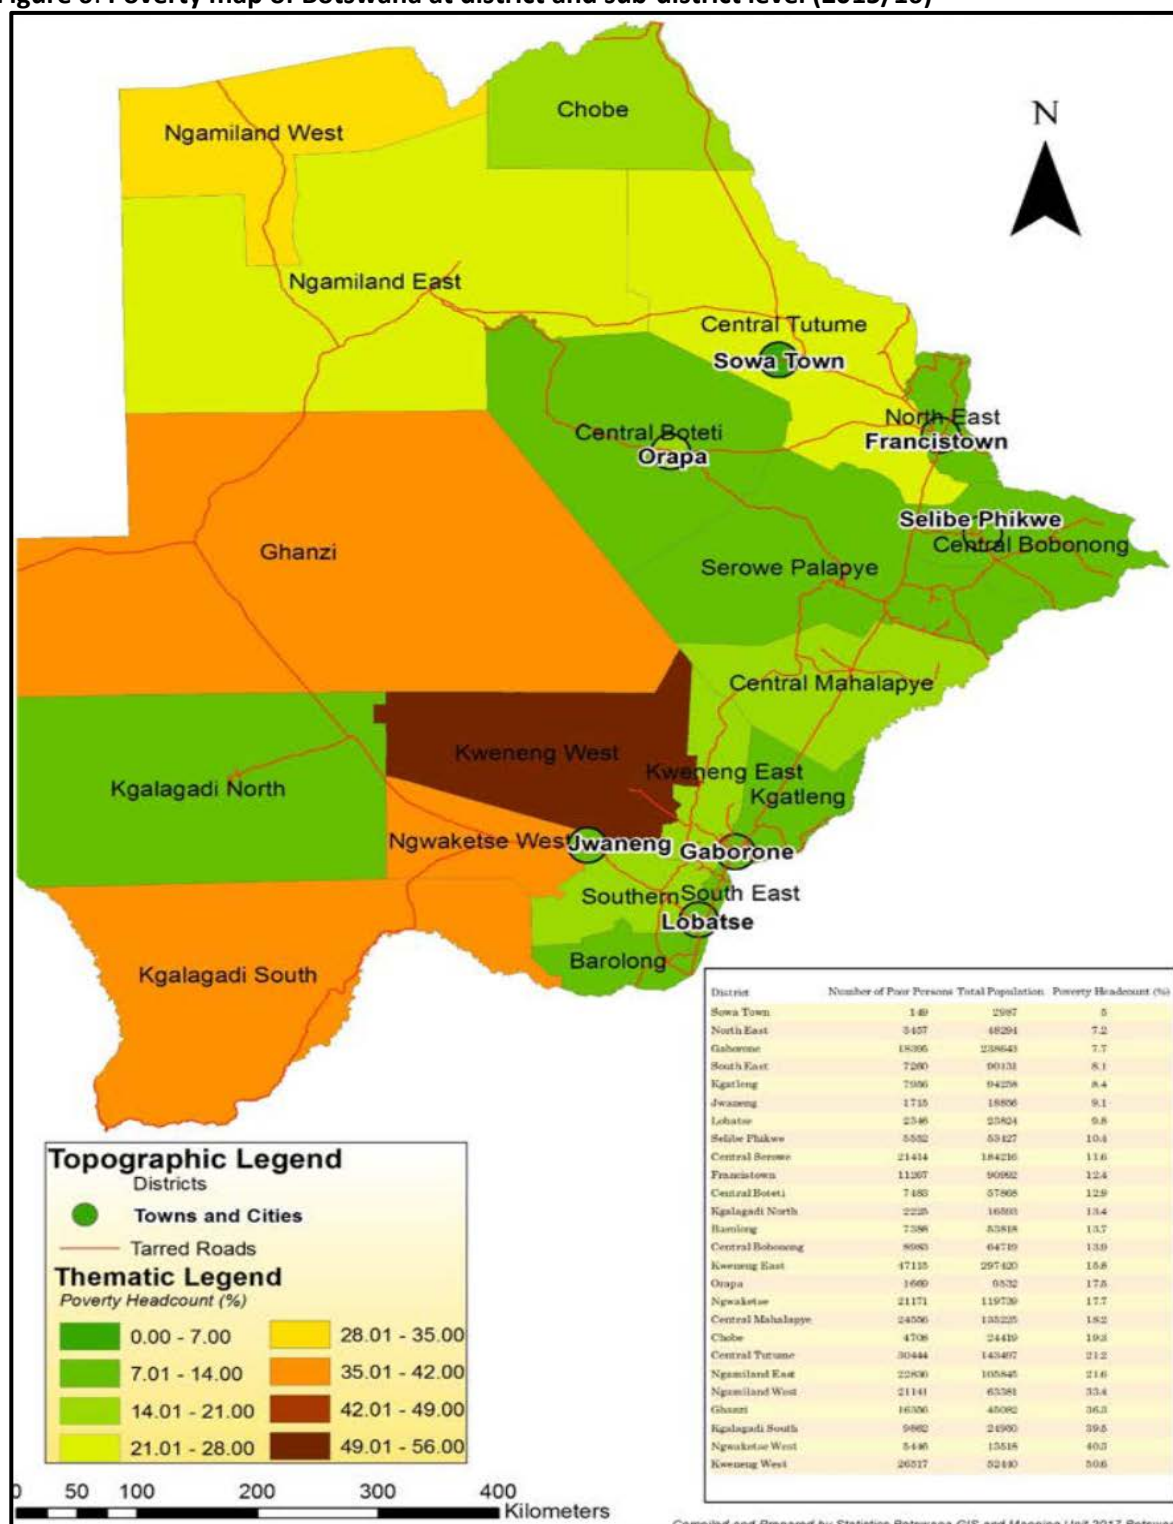 Figure 6: Poverty map of Botswana at district and sub-district level (2015/16)
N
Chobe
Ngamiland West
Ngamiland East
Central Tutume
Sowa Town
North East
Francistown
Central Boteti
Orapa
Selibe Phikwe
Central Bobonong
Ghanzi
Serowe Palapye
Central Mahalapye
Kweneng West
Kweneng East
Kgalagadi North
Kgatleng
Ngwaketse West
Jwaneng
Gaborone
Southern
South East
Lobatse
Barolong
Kgalagadi South
District Number of Poor Persons Total Population Poverty Headcount (%)
Sowa Town 149 2987 5
North East 3457 48294 7.2
Gaborone 18395 238643 7.7
South East 7260 90131 8.1
Kgatleng 7956 94258 8.4
Jwaneng 1715 18856 9.1
Lobatse 2346 23824 9.8
Selibe Phikwe 5552 53427 10.4
Central Serowe 21414 184216 11.6
Francistown 11267 90992 12.4
Central Boteti 7483 57868 12.9
Kgalagadi North 2225 16593 13.4
Barolong 7388 53818 13.7
Central Bobonong 8983 64719 13.9
Kweneng East 47115 297420 15.8
Orapa 1669 9532 17.5
Ngwaketse 21171 119739 17.7
Central Mahalapye 24556 135225 18.2
Chobe 4708 24419 19.3
Central Tutume 30444 143497 21.2
Ngamiland East 22830 105845 21.6
Ngamiland West 21141 63381 33.4
Ghanzi 16356 45082 36.3
Kgalagadi South 9862 24980 39.5
Ngwaketse West 5446 13518 40.3
Kweneng West 26517 52440 50.6
Topographic Legend
Districts
Towns and Cities
Tarred Roads
Thematic Legend
Poverty Headcount (%)
0.00 - 7.00 28.01 - 35.00
7.01 - 14.00 35.01 - 42.00
14.01 - 21.00 42.01 - 49.00
21.01 - 28.00 49.01 - 56.00
0 50 100 200 300 400
Kilometers
Compiled and Prepared by Statistics Botswana GIS and Mapping Unit 2017